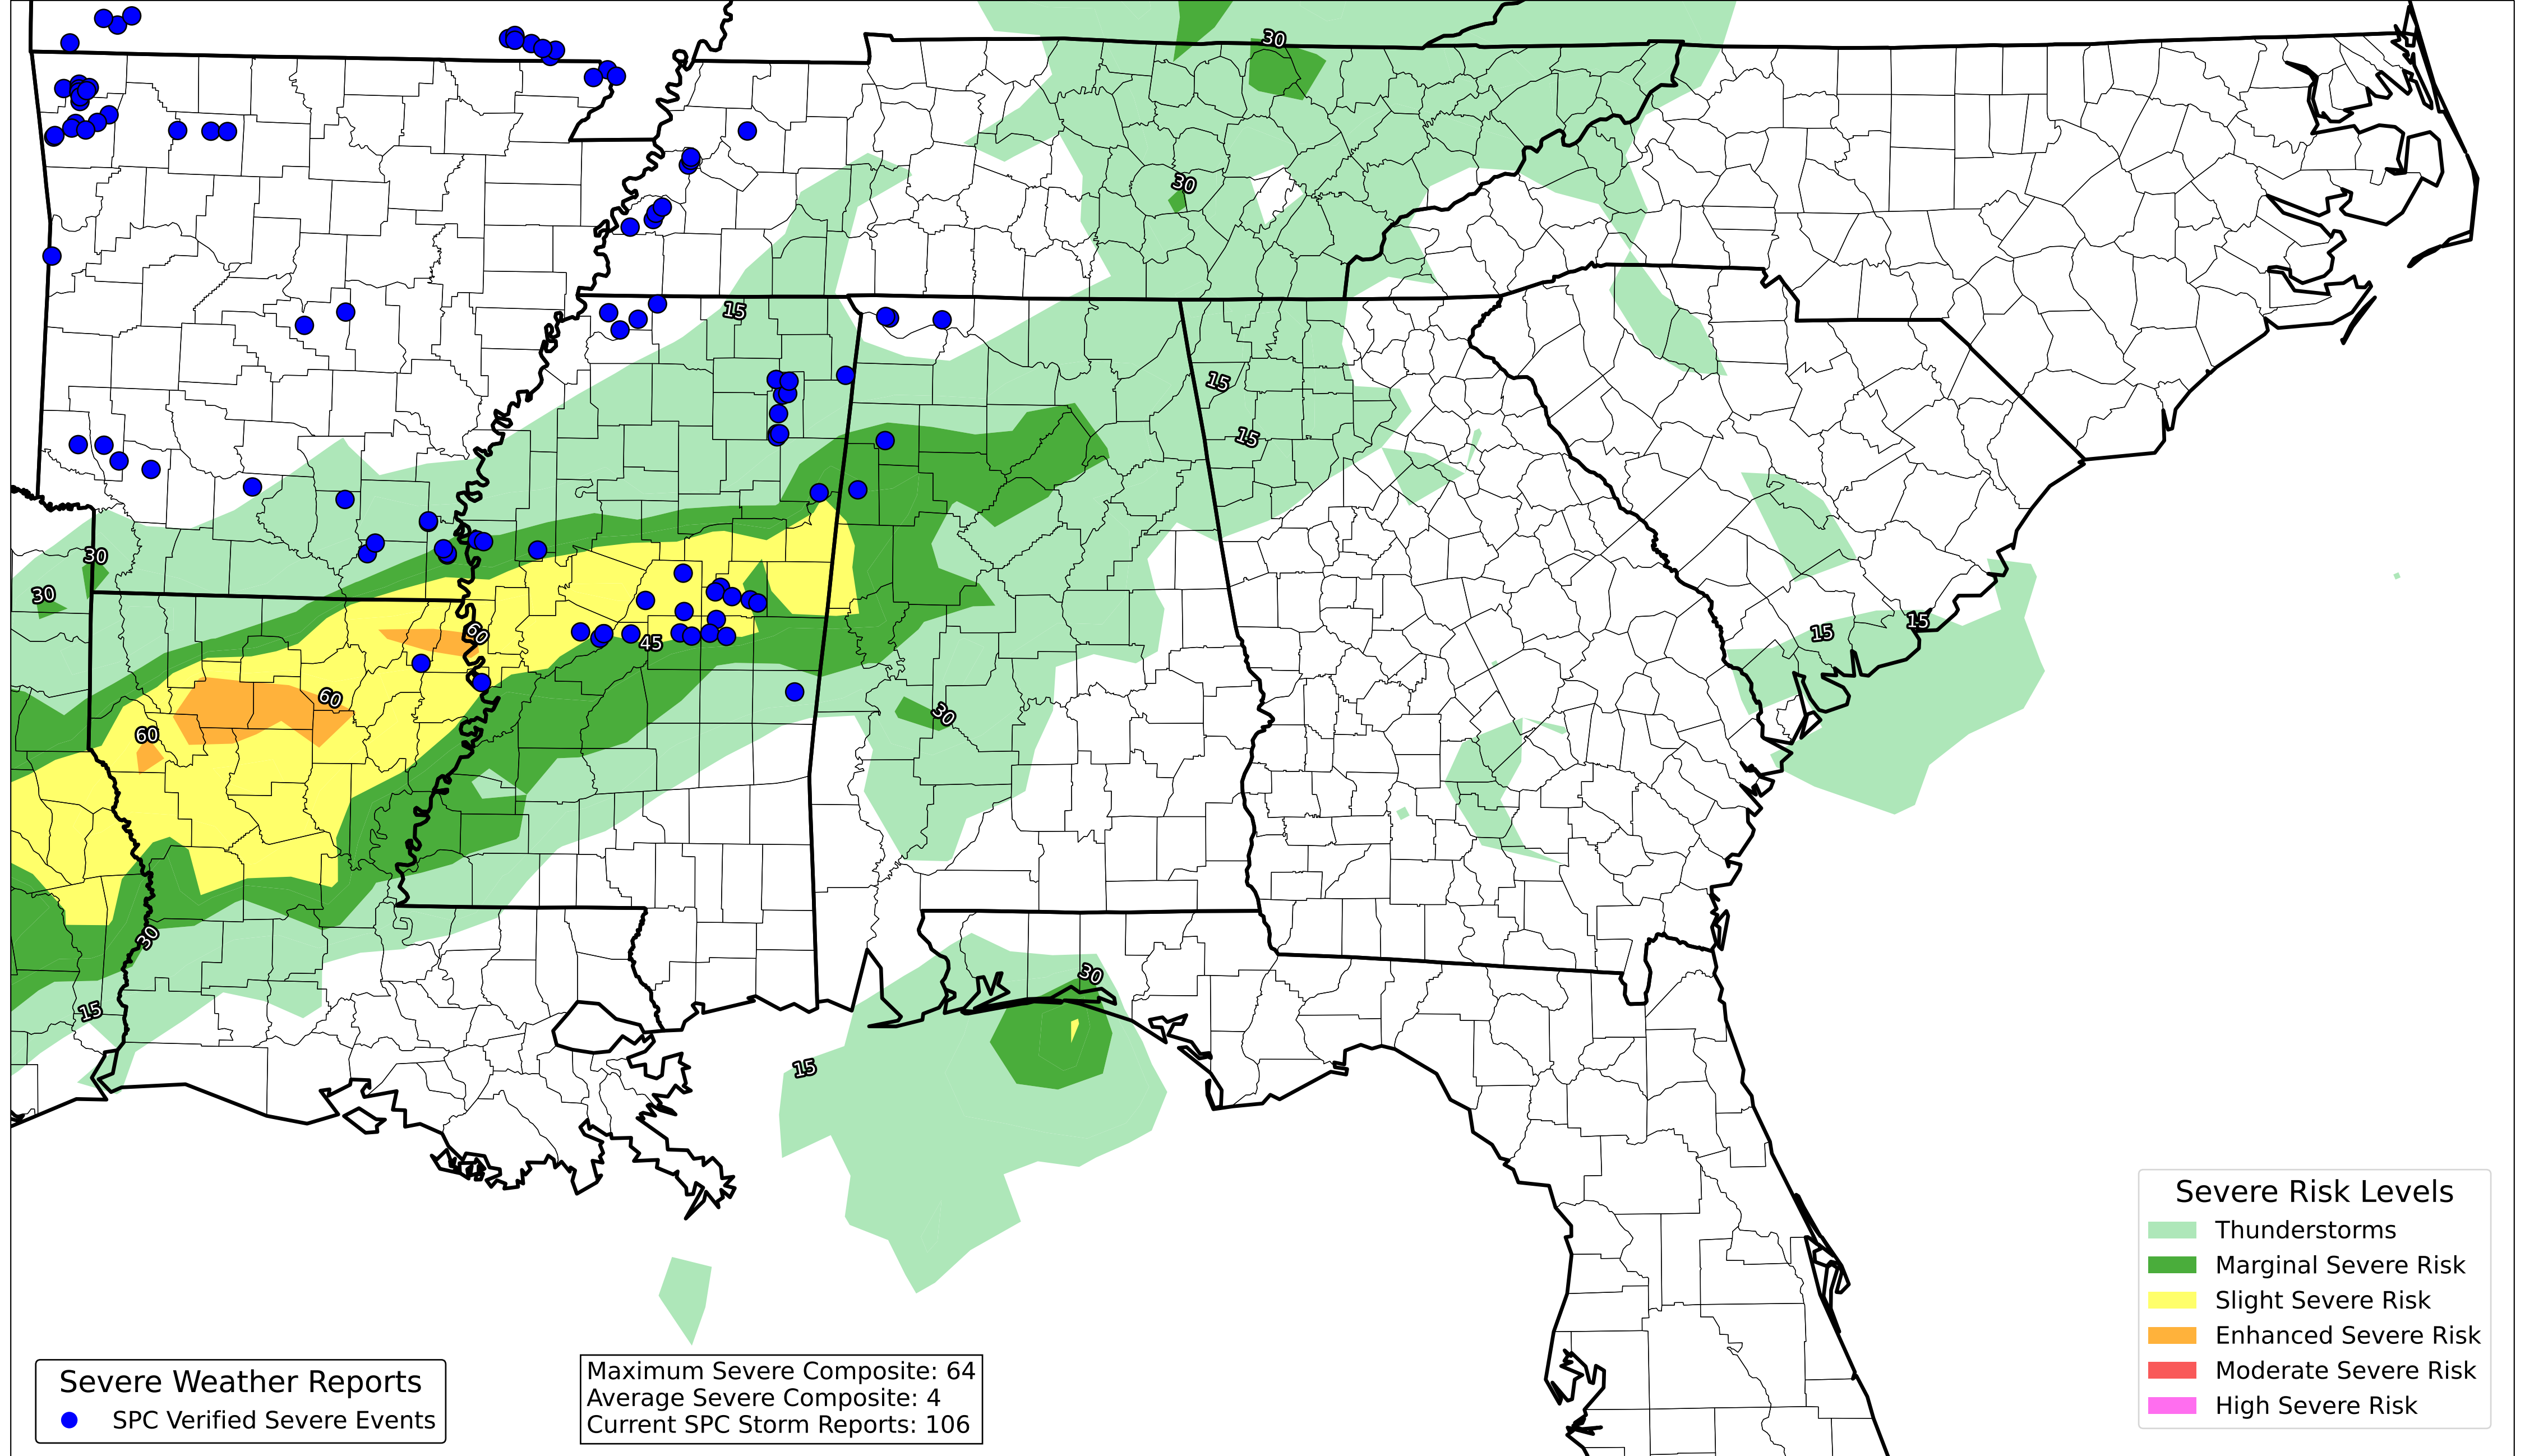 30
30
15
15
15
30
30
60
45
15
15
60
30
60
30
30
15
15
Severe Risk Levels
Thunderstorms
Marginal Severe Risk
Slight Severe Risk
Enhanced Severe Risk
Moderate Severe Risk
High Severe Risk
Severe Weather Reports
SPC Verified Severe Events
Maximum Severe Composite: 64
Average Severe Composite: 4
Current SPC Storm Reports: 106